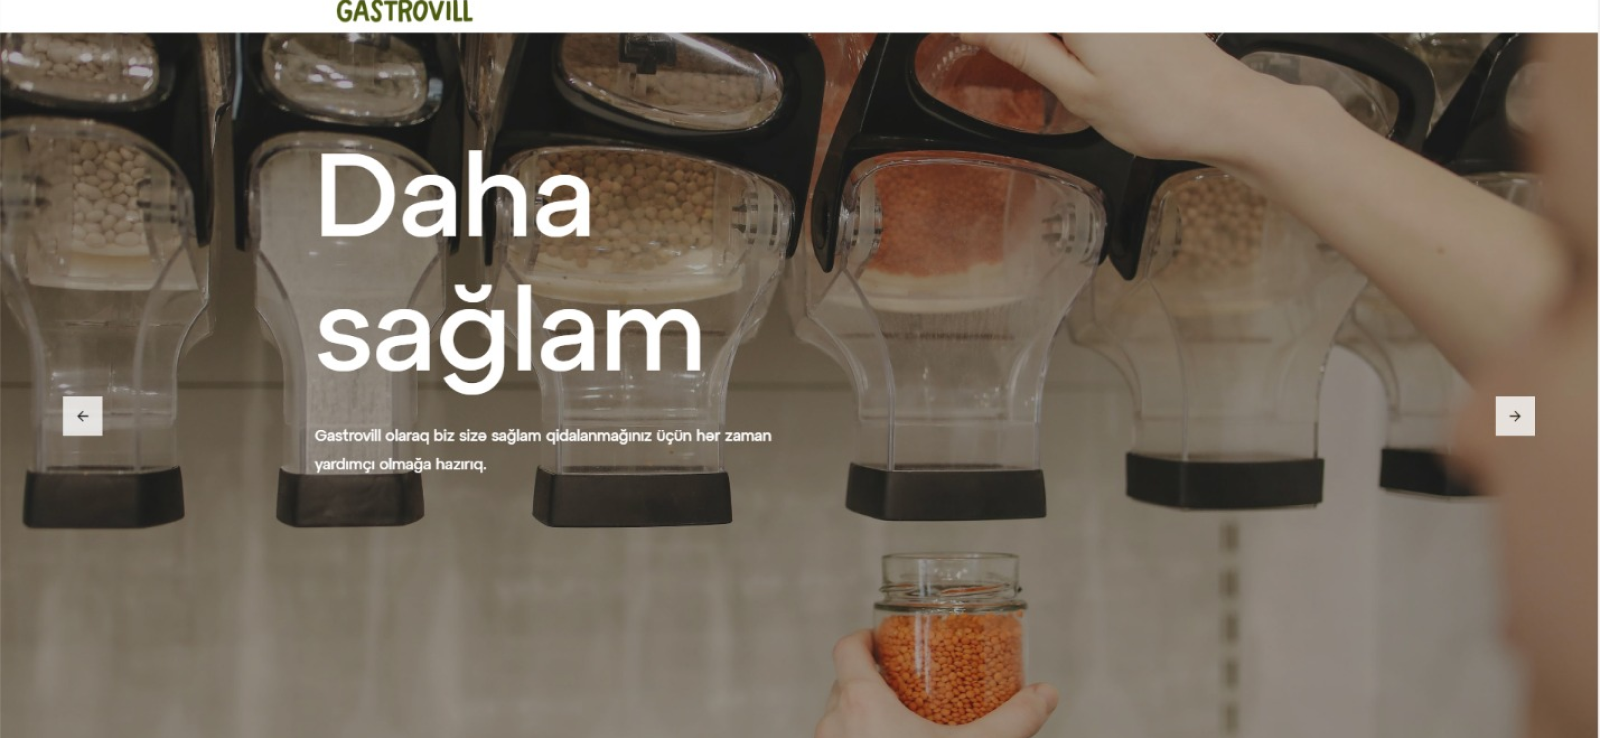 GASTROVILL
Daha
sağlam
Gastrovill olaraq biz sizə sağlam qidalanmağınız üçün hər zaman
yardımçı olmağa hazırıq.